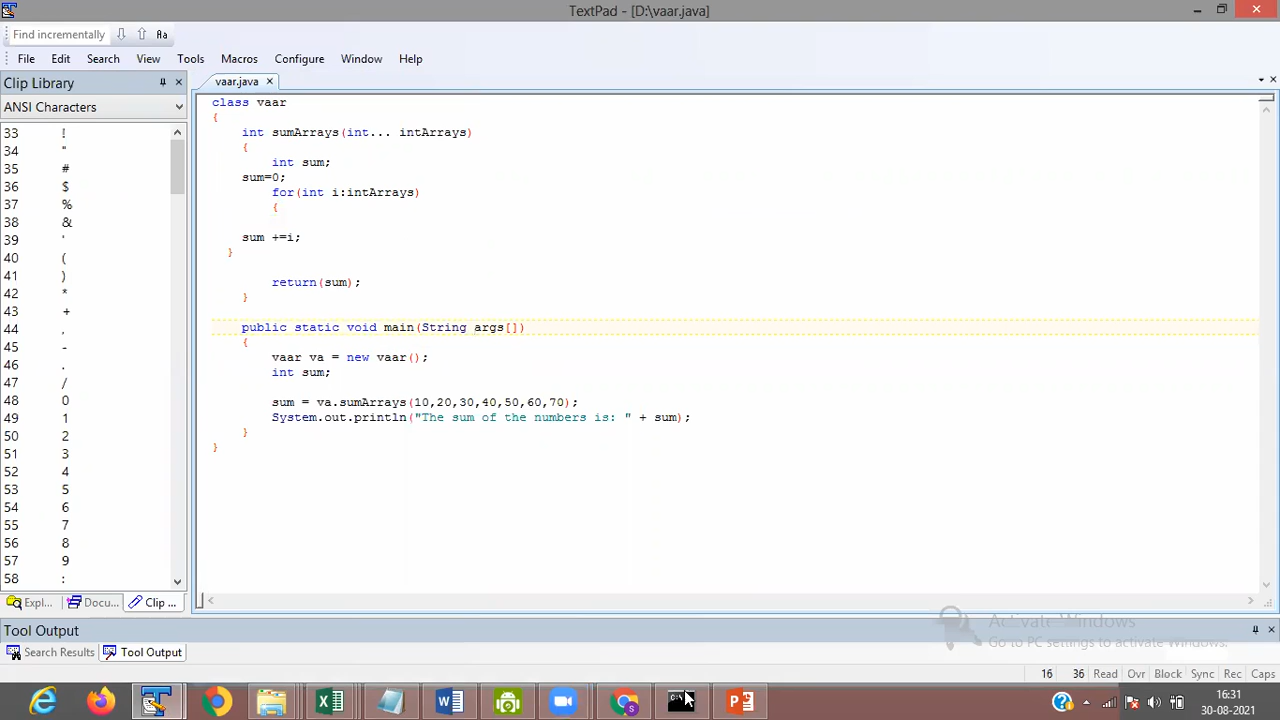 TextPad - [D:\vaar.java]
Find incrementally
Aa
File Edit Search View Tools Macros Configure Window Help
Clip Library
vaar.java
ANSI Characters
33 !
34 "
35 #
36 $
37 %
38 &
39 '
40 (
41 )
42 *
43 +
44 ,
45 -
46 .
47 /
48 0
49 1
50 2
51 3
52 4
53 5
54 6
55 7
56 8
57 9
58 :
class vaar
{
int sumArrays(int... intArrays)
{
int sum;
sum=0;
for(int i:intArrays)
{
sum +=i;
}
return(sum);
}
public static void main(String args[])
{
vaar va = new vaar();
int sum;
sum = va.sumArrays(10,20,30,40,50,60,70);
System.out.println("The sum of the numbers is: " + sum);
}
}
Expl... Docu... Clip ...
Tool Output
Search Results Tool Output
Activate Windows
Go to PC settings to activate Windows.
16 36 Read Ovr Block Sync Rec Caps
16:31
30-08-2021